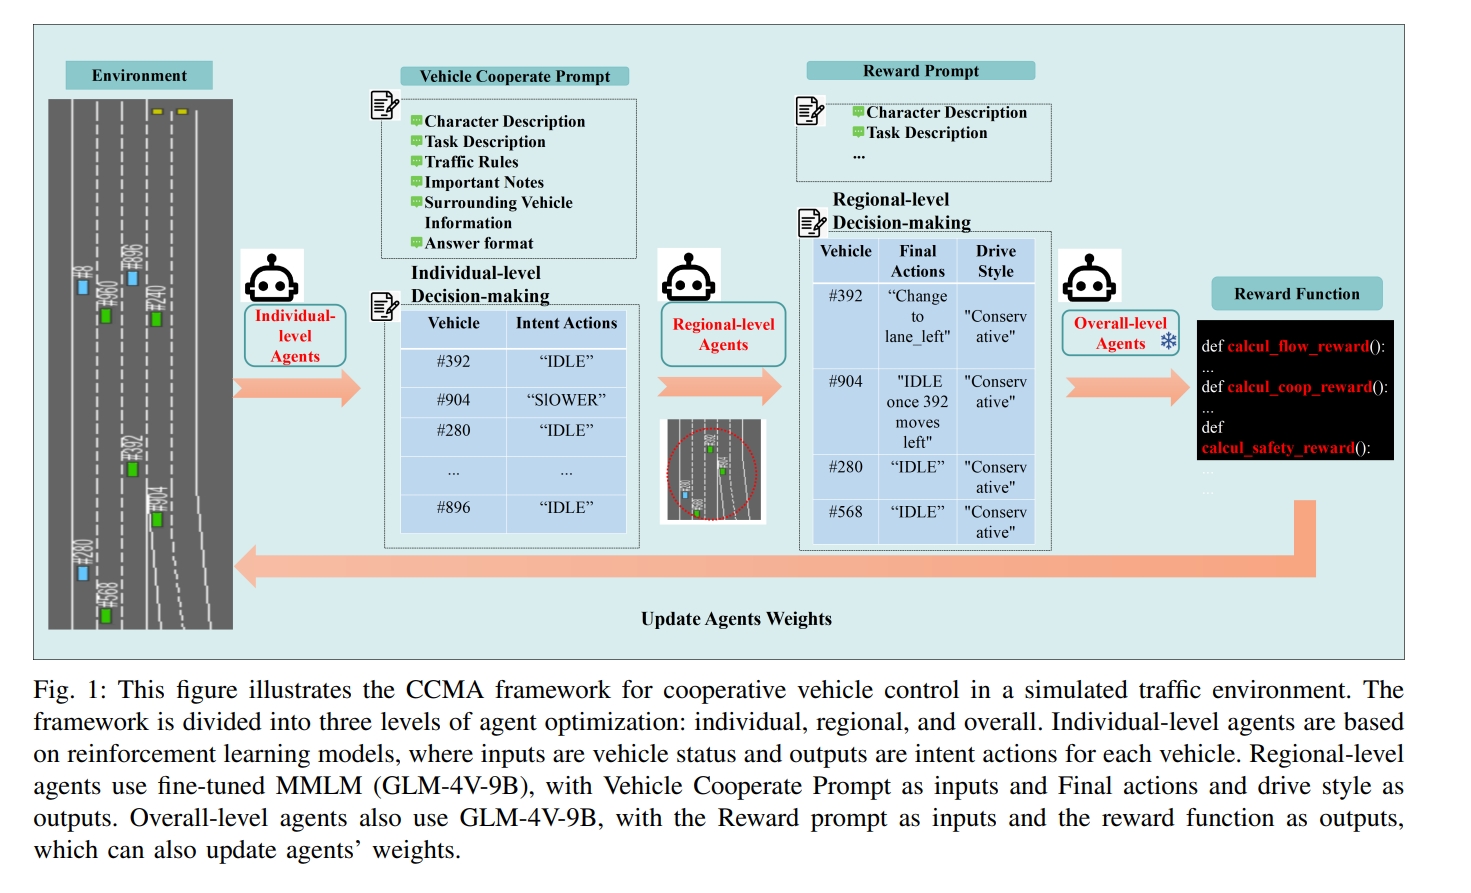 Environment
#8
#896
#960
#240
#392
#904
#280
#568
Individual-
level
Agents
Vehicle Cooperate Prompt
Character Description
Task Description
Traffic Rules
Important Notes
Surrounding Vehicle
Information
Answer format
Individual-level
Decision-making
Vehicle Intent Actions
#392 “IDLE”
#904 “SlOWER”
#280 “IDLE”
... ...
#896 “IDLE”
Regional-level
Agents
Reward Prompt
Character Description
Task Description
...
Regional-level
Decision-making
Vehicle Final Drive
Actions Style
#392 “Change
to "Conserv
lane_left" ative"
#904 "IDLE "Conserv
once 392 ative"
moves
left"
#280 “IDLE” "Conserv
ative"
#568 “IDLE” "Conserv
ative"
Overall-level
Agents
Reward Function
def calcul_flow_reward():
...
def calcul_coop_reward():
...
def
calcul_safety_reward():
...
...
Update Agents Weights
Fig. 1: This figure illustrates the CCMA framework for cooperative vehicle control in a simulated traffic environment. The
framework is divided into three levels of agent optimization: individual, regional, and overall. Individual-level agents are based
on reinforcement learning models, where inputs are vehicle status and outputs are intent actions for each vehicle. Regional-level
agents use fine-tuned MMLM (GLM-4V-9B), with Vehicle Cooperate Prompt as inputs and Final actions and drive style as
outputs. Overall-level agents also use GLM-4V-9B, with the Reward prompt as inputs and the reward function as outputs,
which can also update agents’ weights.